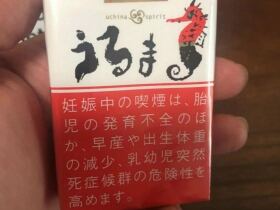 uchina spirit
うるま
妊娠中の喫煙は、胎
児の発育不全のほ
か、早産や出生体重
の減少、乳幼児突然
死症候群の危険性を
高めます。